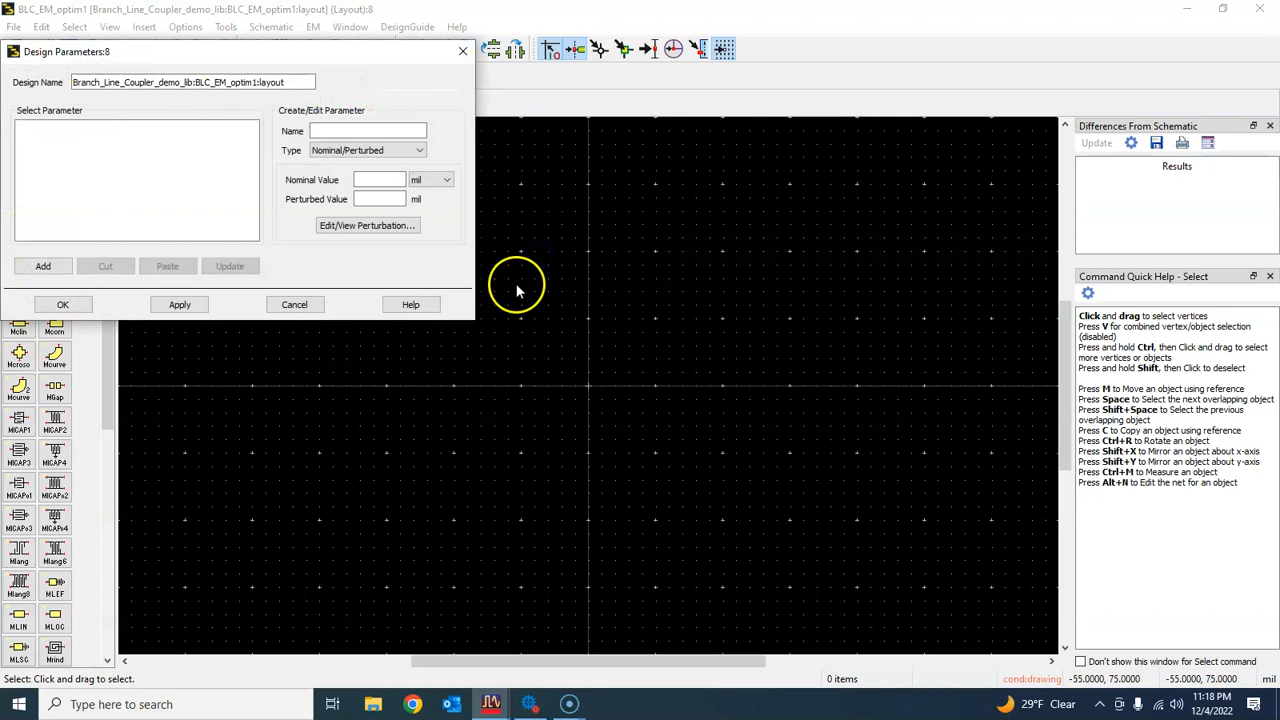 BLC_EM_optim1 [Branch_Line_Coupler_demo_lib:BLC_EM_optim1:layout] (Layout):8
File Edit Select View Insert Options Tools Schematic EM Window DesignGuide Help
Design Parameters:8
Design Name Branch_Line_Coupler_demo_lib:BLC_EM_optim1:layout
Select Parameter
Create/Edit Parameter
Name
Type Nominal/Perturbed
Nominal Value mil
Perturbed Value mil
Edit/View Perturbation...
Add Cut Paste Update
OK Apply Cancel Help
Mclin Mcorn
Mcroso Mcurve
Mcurve MGap
MICAP1 MICAP2
MICAP3 MICAP4
MICAPo1 MICAPo2
MICAPo3 MICAPo4
Mlang Mlang6
Mlang8 MLEF
MLIN MLOC
MLSC Mrind
Differences From Schematic
Update
Results
Command Quick Help - Select
Click and drag to select vertices
Press V for combined vertex/object selection
(disabled)
Press and hold Ctrl, then Click and drag to select
more vertices or objects
Press and hold Shift, then Click to deselect
Press M to Move an object using reference
Press Space to Select the next overlapping object
Press Shift+Space to Select the previous
overlapping object
Press C to Copy an object using reference
Press Ctrl+R to Rotate an object
Press Shift+X to Mirror an object about x-axis
Press Shift+Y to Mirror an object about y-axis
Press Ctrl+M to Measure an object
Press Alt+N to Edit the net for an object
Don't show this window for Select command
Select: Click and drag to select. 0 items cond:drawing -55.0000, 75.0000 -55.0000, 75.0000 mil
Type here to search
29°F Clear
11:18 PM
12/4/2022